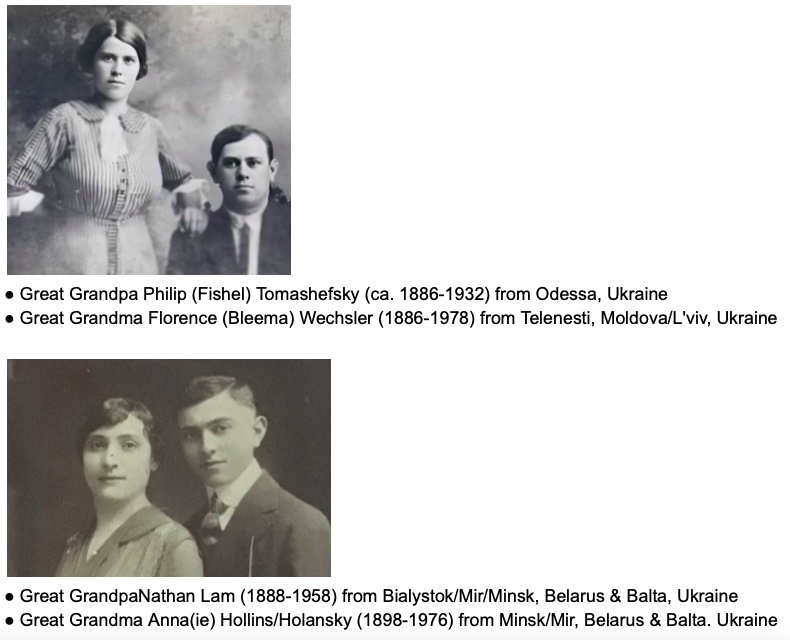 ● Great Grandpa Philip (Fishel) Tomashefsky (ca. 1886-1932) from Odessa, Ukraine
● Great Grandma Florence (Bleema) Wechsler (1886-1978) from Telenesti, Moldova/L'viv, Ukraine
● Great GrandpaNathan Lam (1888-1958) from Bialystok/Mir/Minsk, Belarus & Balta, Ukraine
● Great Grandma Anna(ie) Hollins/Holansky (1898-1976) from Minsk/Mir, Belarus & Balta. Ukraine